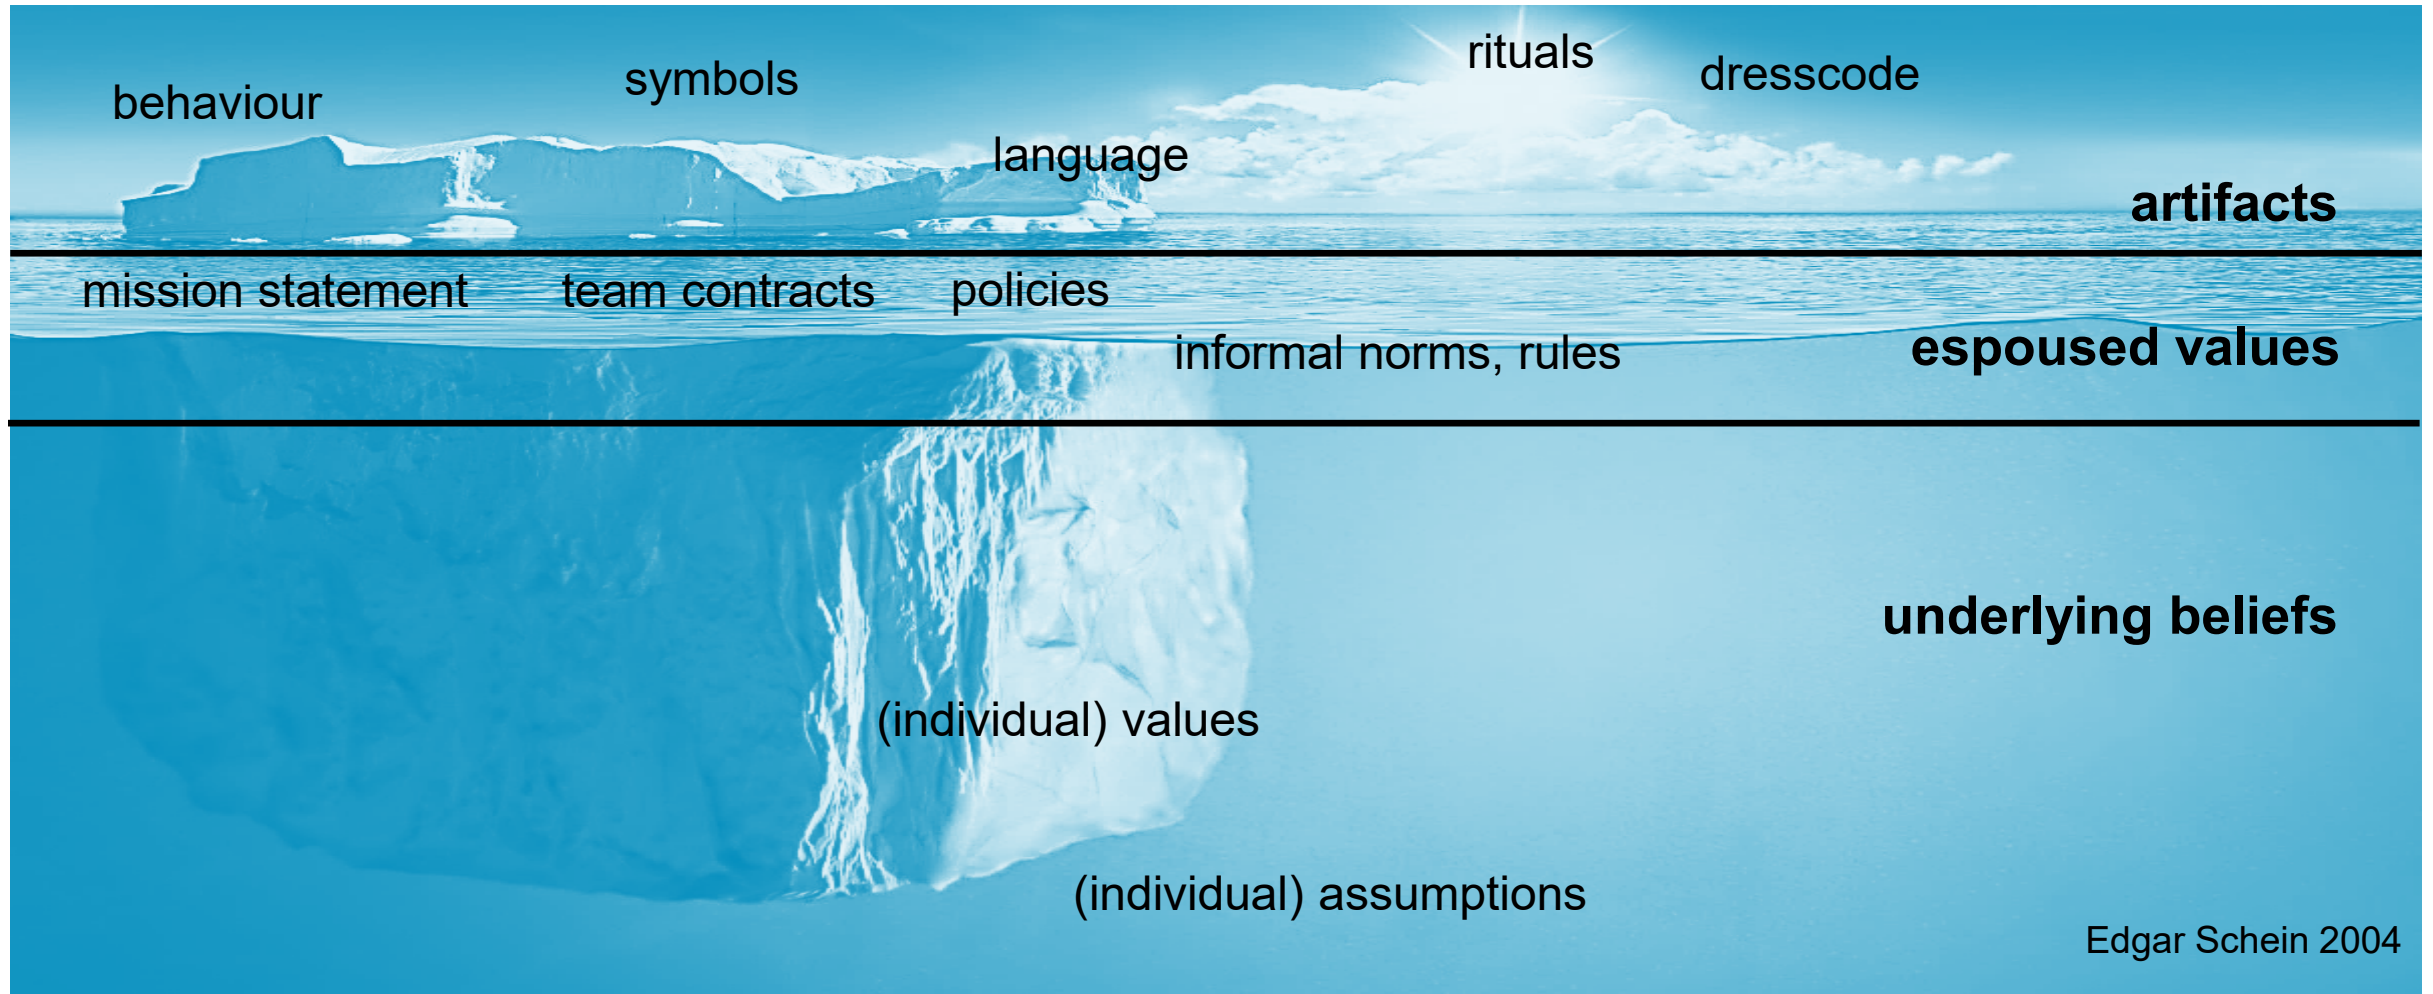 rituals
symbols
dresscode
behaviour
language
artifacts
mission statement
team contracts
policies
informal norms, rules
espoused values
underlying beliefs
(individual) values
(individual) assumptions
Edgar Schein 2004